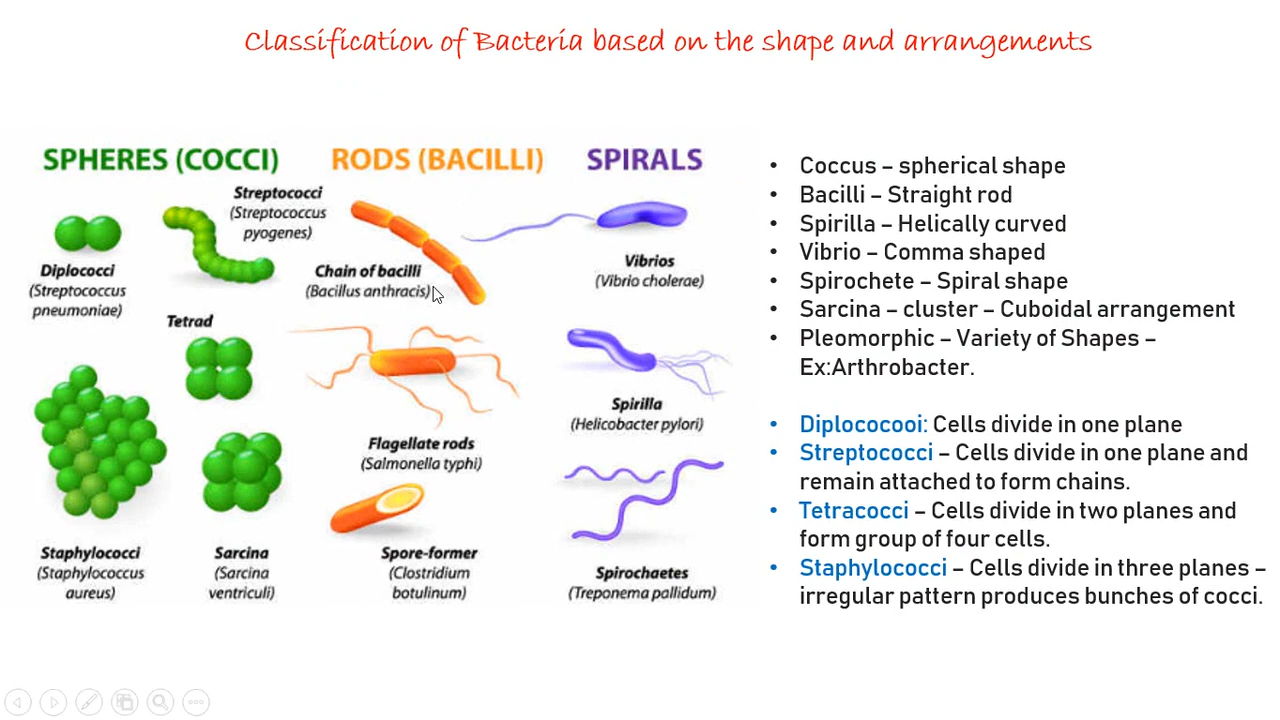 Classification of Bacteria based on the shape and arrangements
SPHERES (COCCI)
RODS (BACILLI)
SPIRALS
Diplococci
(Streptococcus
pneumoniae)
Streptococci
(Streptococcus
pyogenes)
Tetrad
Staphylococci
(Staphylococcus
aureus)
Sarcina
(Sarcina
ventriculi)
Chain of bacilli
(Bacillus anthracis)
Flagellate rods
(Salmonella typhi)
Spore-former
(Clostridium
botulinum)
Vibrios
(Vibrio cholerae)
Spirilla
(Helicobacter pylori)
Spirochaetes
(Treponema pallidum)
• Coccus – spherical shape
• Bacilli – Straight rod
• Spirilla – Helically curved
• Vibrio – Comma shaped
• Spirochete – Spiral shape
• Sarcina – cluster – Cuboidal arrangement
• Pleomorphic – Variety of Shapes –
Ex:Arthrobacter.
• Diplocoooi: Cells divide in one plane
• Streptococci – Cells divide in one plane and
remain attached to form chains.
• Tetracocci – Cells divide in two planes and
form group of four cells.
• Staphylococci – Cells divide in three planes –
irregular pattern produces bunches of cocci.